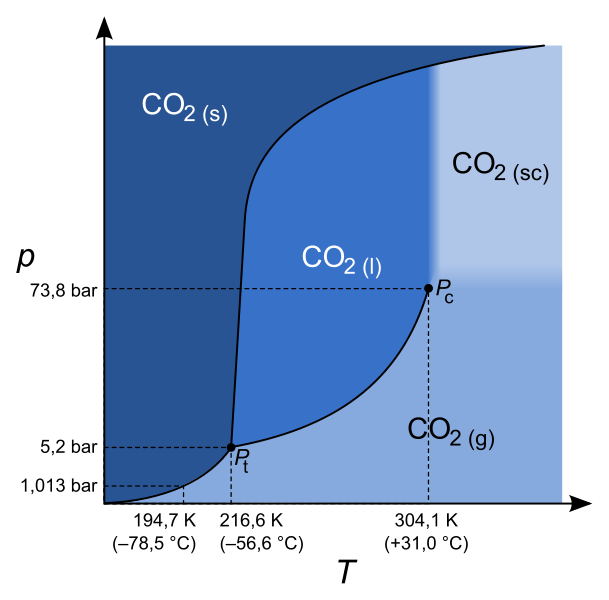 CO2 (s)
CO2 (sc)
p
CO2 (l)
73,8 bar
Pc
CO2 (g)
5,2 bar
Pt
1,013 bar
194,7 K 216,6 K 304,1 K
(–78,5 °C) (–56,6 °C) (+31,0 °C)
T